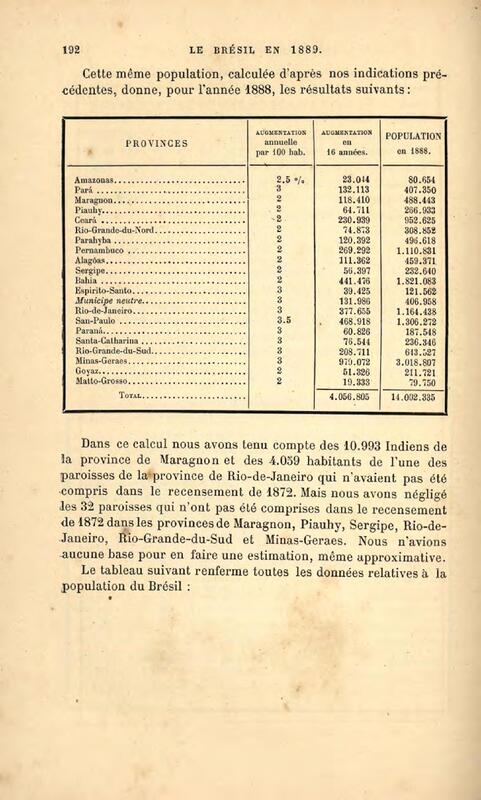 192 LE BRÉSIL EN 1889.
Cette même population, calculée d'après nos indications pré-
cédentes, donne, pour l'année 1888, les résultats suivants :
PROVINCES | AUGMENTATION annuelle par 100 hab. | AUGMENTATION en 16 années. | POPULATION en 1888.
Amazonas 2.5 % 23.044 80.654
Pará 3 132.113 407.350
Maragnon 2 118.410 488.443
Piauhy 2 64.711 266.933
Ceará 2 230.939 952.625
Rio-Grande-du-Nord 2 74.873 308.852
Parahyba 2 120.392 496.618
Pernambuco 2 269.292 1.110.831
Alagôas 2 111.362 459.371
Sergipe 2 56.397 232.640
Bahia 2 441.476 1.821.083
Espirito-Santo 3 39.425 121.562
Municipe neutre 3 131.986 406.958
Rio-de-Janeiro 3 377.655 1.164.438
San-Paulo 3.5 468.918 1.306.272
Paraná 3 60.826 187.548
Santa-Catharina 3 76.544 236.346
Rio-Grande-du-Sud 3 208.711 643.527
Minas-Geraes 3 979.072 3.018.807
Goyaz 2 51.326 211.721
Matto-Grosso 2 19.333 79.750
TOTAL 4.056.805 14.002.335
Dans ce calcul nous avons tenu compte des 10.993 Indiens de
la province de Maragnon et des 4.059 habitants de l'une des
paroisses de la province de Rio-de-Janeiro qui n'avaient pas été
compris dans le recensement de 1872. Mais nous avons négligé
les 32 paroisses qui n'ont pas été comprises dans le recensement
de 1872 dans les provinces de Maragnon, Piauhy, Sergipe, Rio-de-
Janeiro, Rio-Grande-du-Sud et Minas-Geraes. Nous n'avions
aucune base pour en faire une estimation, même approximative.
Le tableau suivant renferme toutes les données relatives à la
population du Brésil :